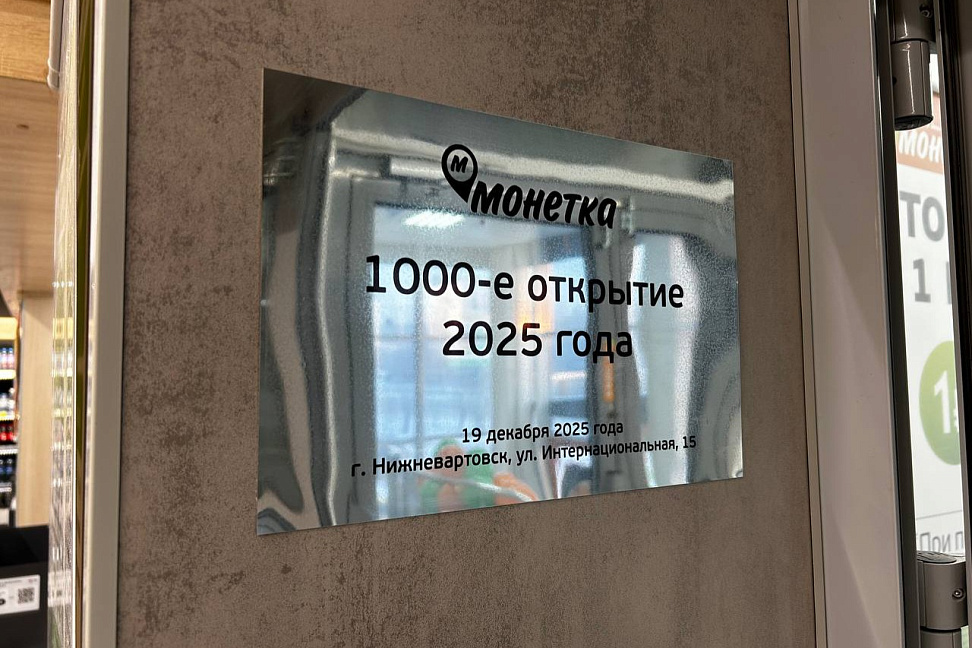 М
монетка
1000-е открытие
2025 года
19 декабря 2025 года
г. Нижневартовск, ул. Интернациональная, 15